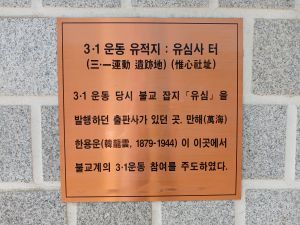 3·1 운동 유적지 : 유심사 터
(三·一運動 遺跡地) (惟心社址)
3·1 운동 당시 불교 잡지 「유심」을
발행하던 출판사가 있던 곳. 만해(萬海)
한용운(韓龍雲, 1879-1944) 이 이곳에서
불교계의 3·1운동 참여를 주도하였다.